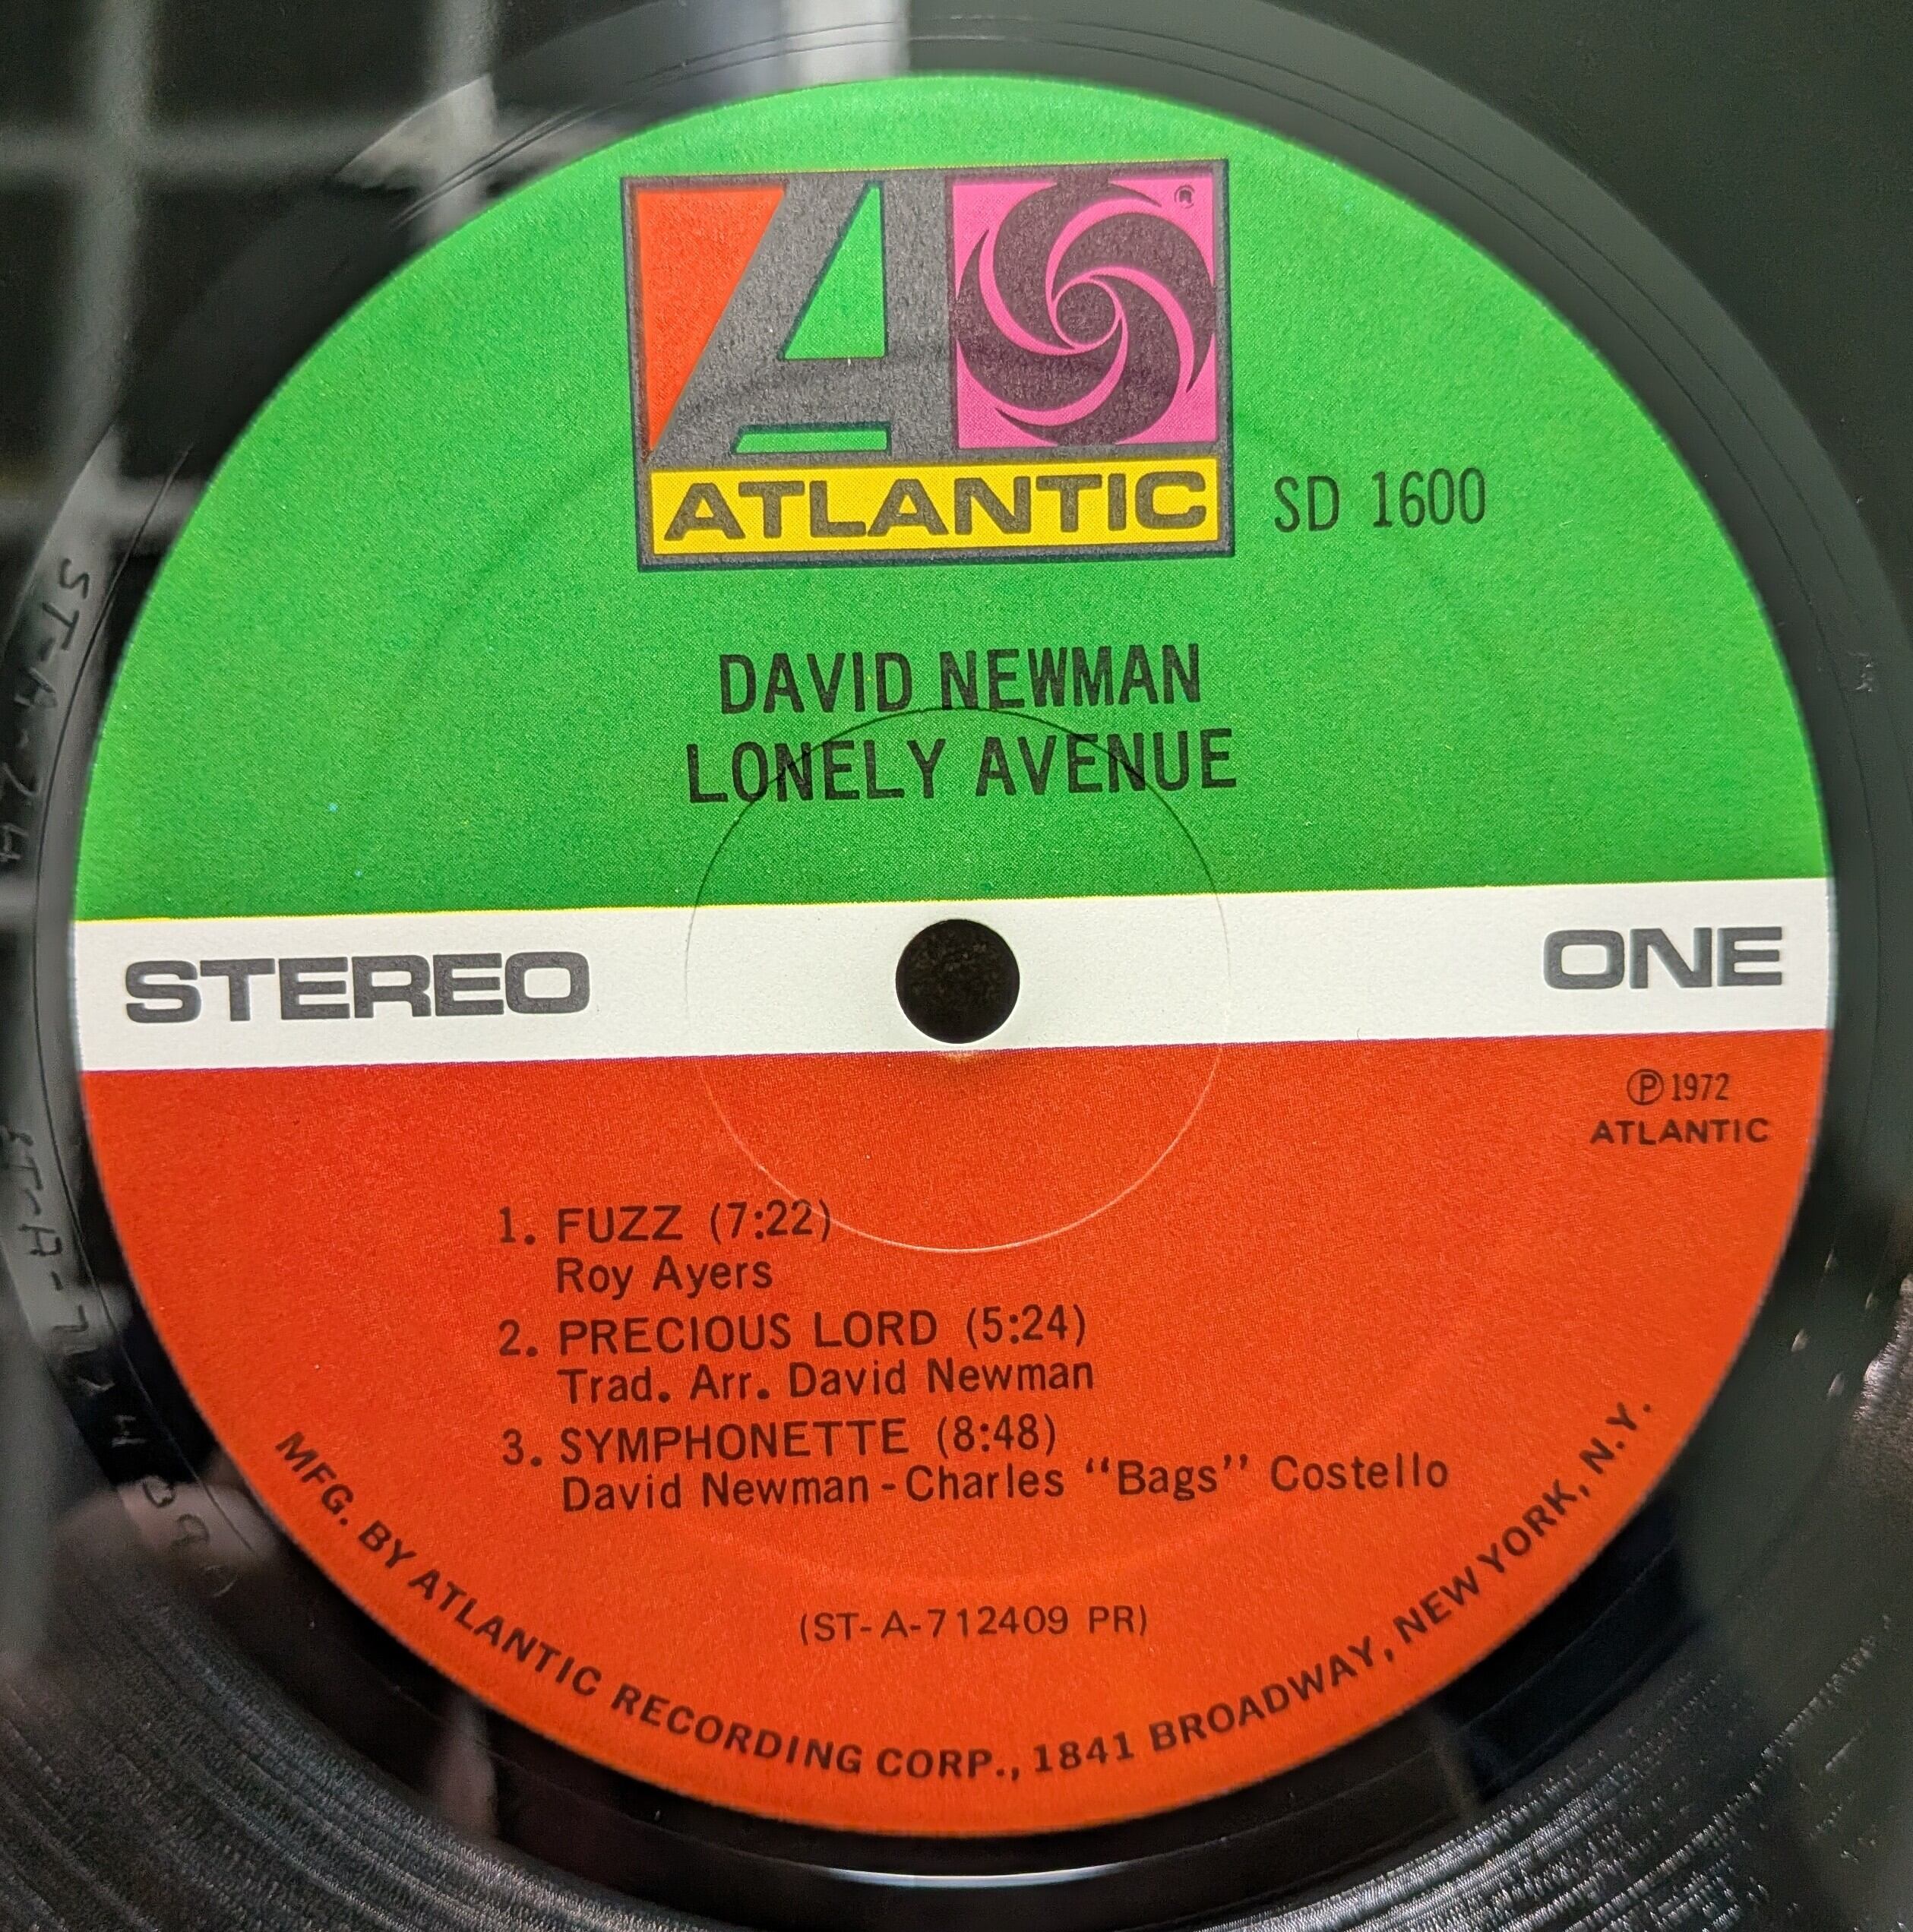 ATLANTIC
SD 1600
DAVID NEWMAN
LONELY AVENUE
STEREO
ONE
Ⓟ 1972
ATLANTIC
1. FUZZ (7:22)
Roy Ayers
2. PRECIOUS LORD (5:24)
Trad. Arr. David Newman
3. SYMPHONETTE (8:48)
David Newman - Charles “Bags” Costello
(ST-A-712409 PR)
MFG. BY ATLANTIC RECORDING CORP., 1841 BROADWAY, NEW YORK, N.Y.